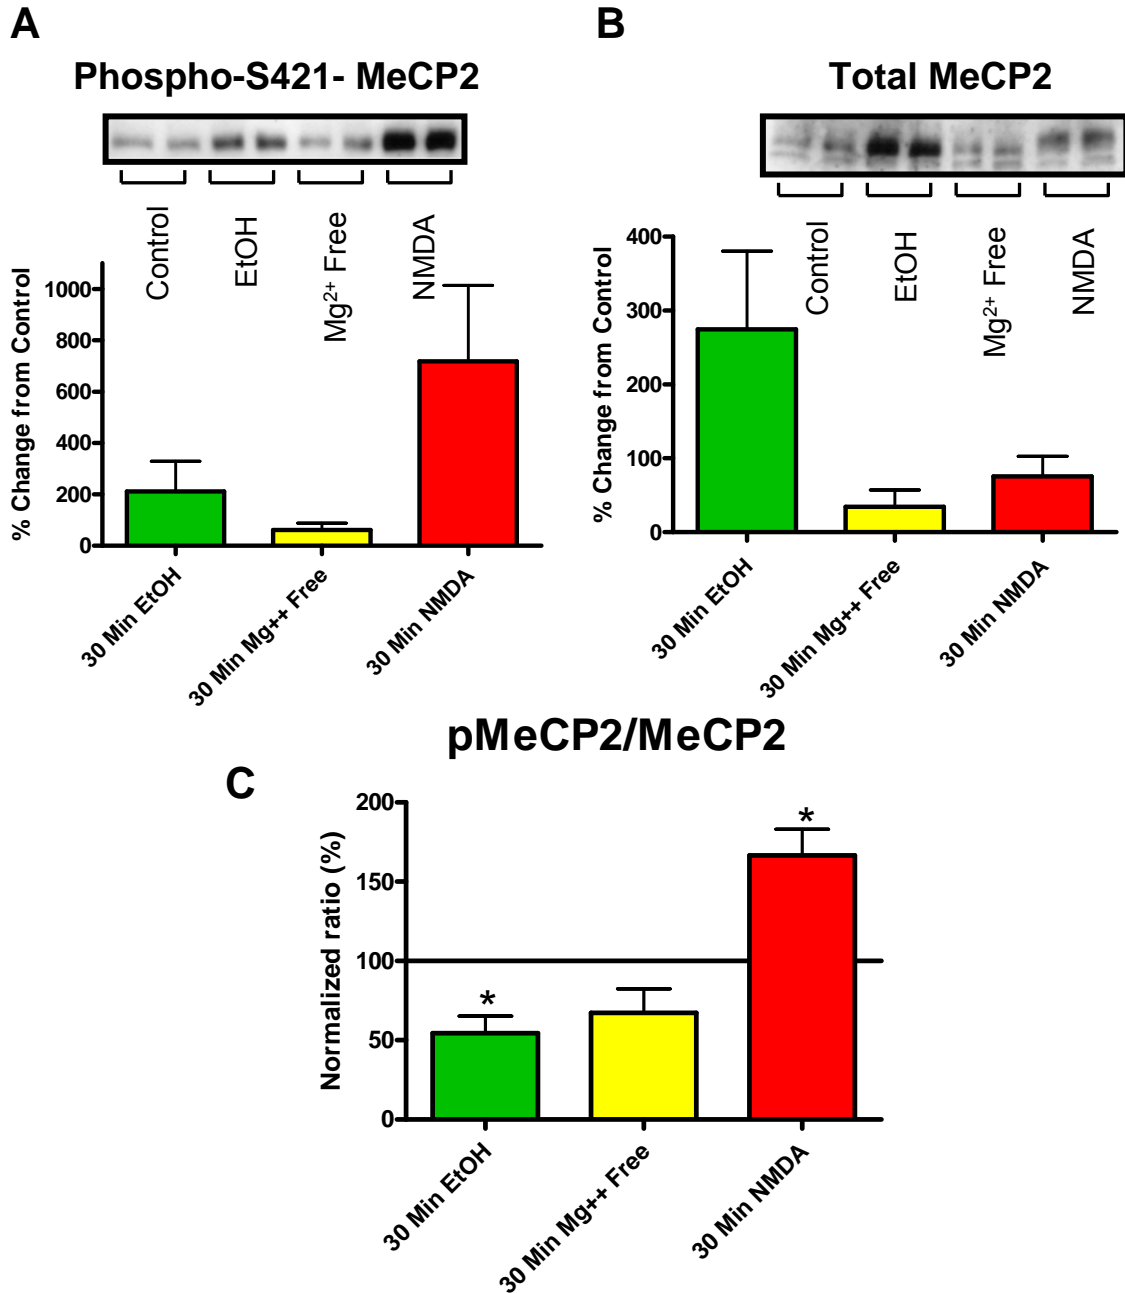 A
Phospho-S421- MeCP2
Control
EtOH
Mg2+ Free
NMDA
% Change from Control
1000
800
600
400
200
0
30 Min EtOH
30 Min Mg++ Free
30 Min NMDA
B
Total MeCP2
Control
EtOH
Mg2+ Free
NMDA
% Change from Control
400
300
200
100
0
30 Min EtOH
30 Min Mg++ Free
30 Min NMDA
pMeCP2/MeCP2
C
Normalized ratio (%)
200
150
100
50
0
*
*
30 Min EtOH
30 Min Mg++ Free
30 Min NMDA